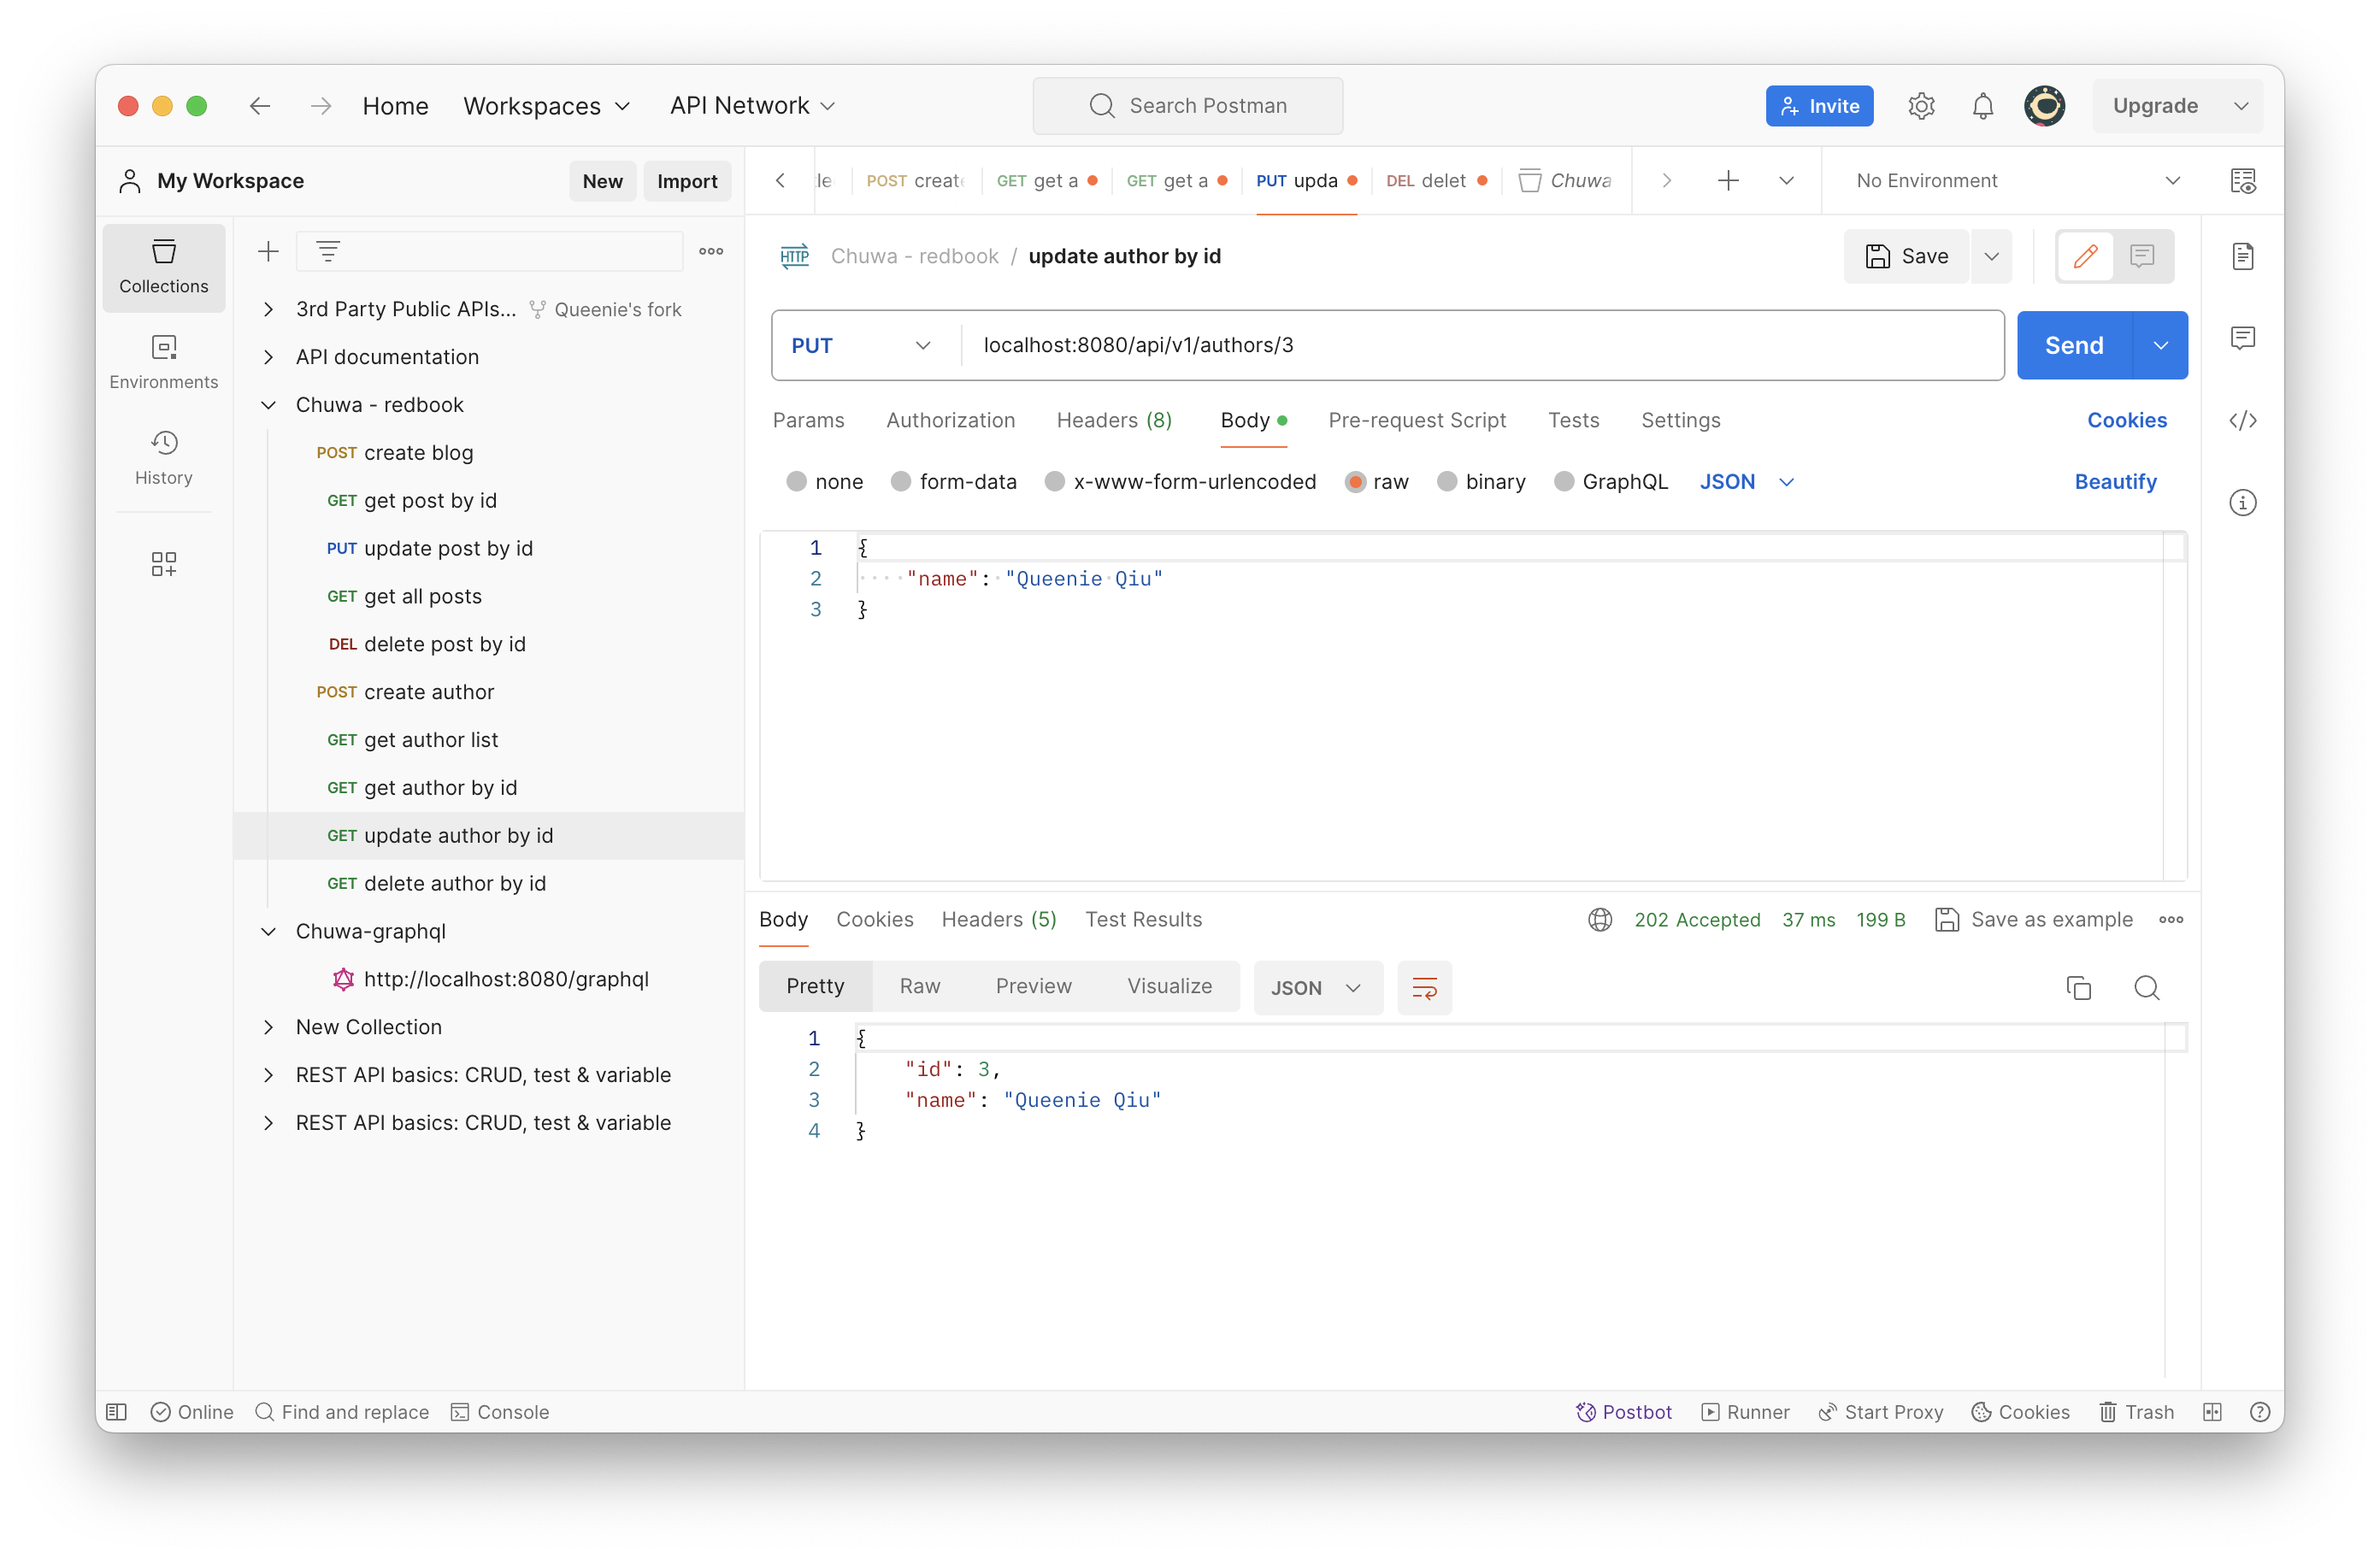 Home Workspaces API Network Search Postman Invite Upgrade
My Workspace New Import
POST create GET get a GET get a PUT upda DEL delet Chuwa No Environment
Collections
Environments
History
3rd Party Public APIs... Queenie's fork
API documentation
Chuwa - redbook
POST create blog
GET get post by id
PUT update post by id
GET get all posts
DEL delete post by id
POST create author
GET get author list
GET get author by id
GET update author by id
GET delete author by id
Chuwa-graphql
http://localhost:8080/graphql
New Collection
REST API basics: CRUD, test & variable
REST API basics: CRUD, test & variable
HTTP Chuwa - redbook / update author by id Save
PUT localhost:8080/api/v1/authors/3 Send
Params Authorization Headers (8) Body Pre-request Script Tests Settings Cookies
none form-data x-www-form-urlencoded raw binary GraphQL JSON Beautify
1 {
2 "name": "Queenie Qiu"
3 }
Body Cookies Headers (5) Test Results 202 Accepted 37 ms 199 B Save as example
Pretty Raw Preview Visualize JSON
1 {
2 "id": 3,
3 "name": "Queenie Qiu"
4 }
Online Find and replace Console Postbot Runner Start Proxy Cookies Trash